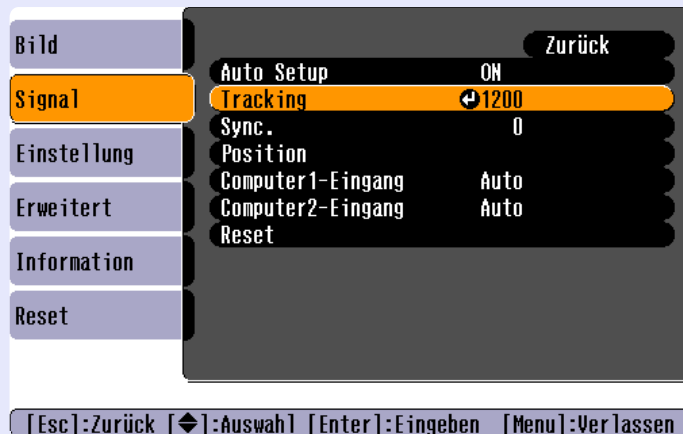 Bild
Signal
Einstellung
Erweitert
Information
Reset
Zurück
Auto Setup ON
Tracking 1200
Sync. 0
Position
Computer1-Eingang Auto
Computer2-Eingang Auto
Reset
[Esc]:Zurück [◆]:Auswahl [Enter]:Eingeben [Menu]:Verlassen